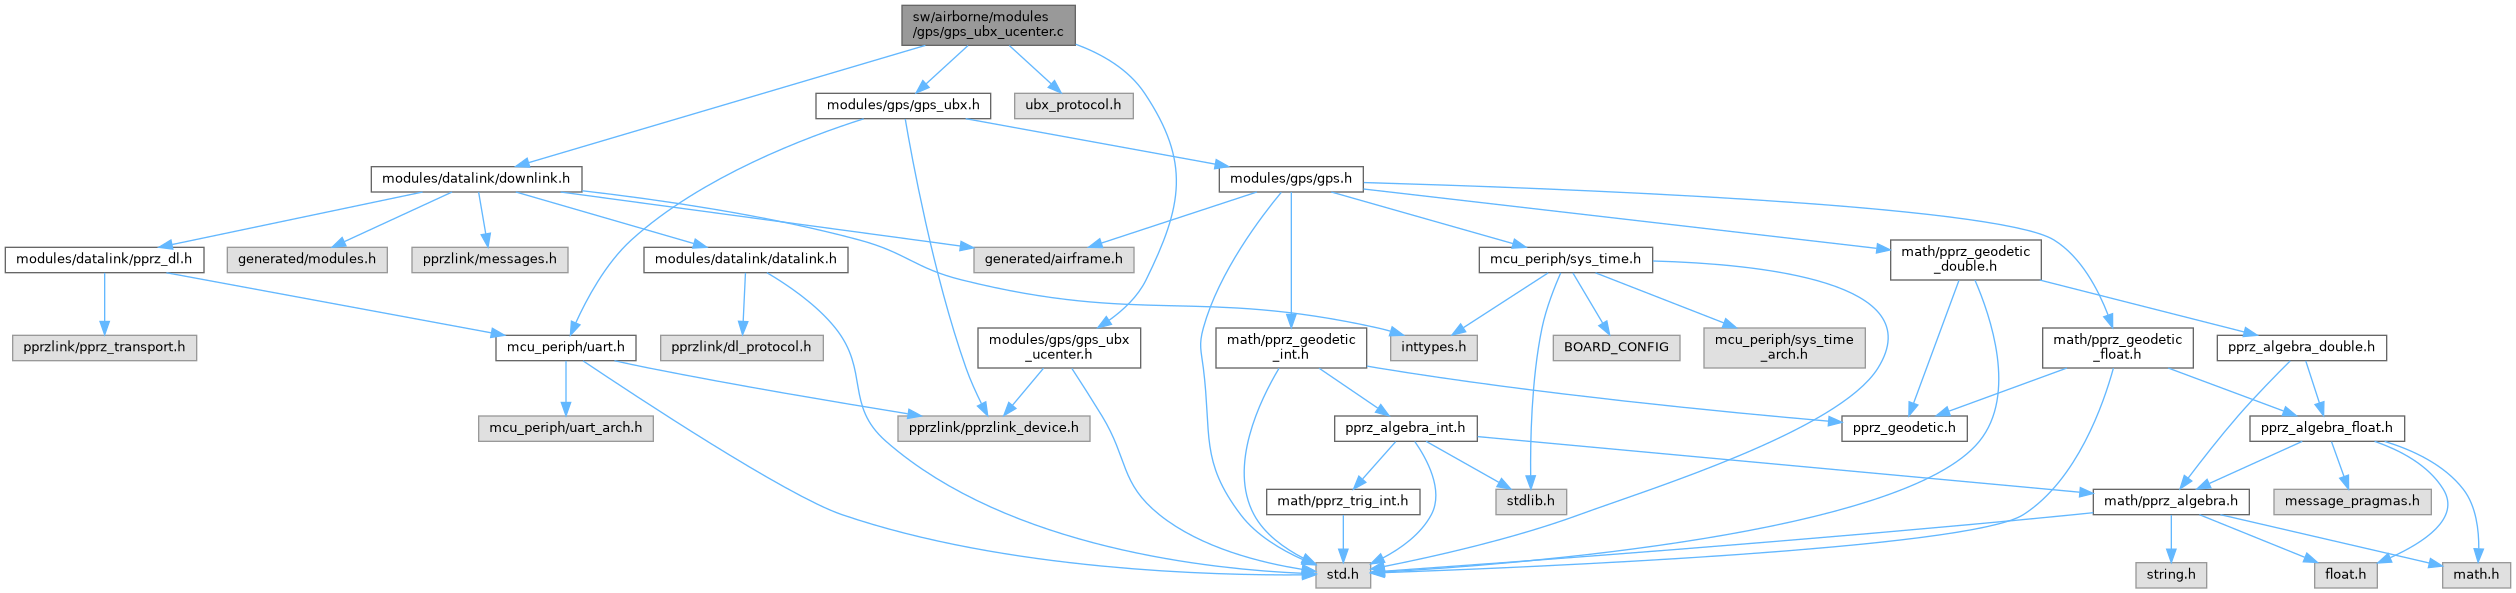 sw/airborne/modules
/gps/gps_ubx_ucenter.c
modules/gps/gps_ubx.h
ubx_protocol.h
modules/datalink/downlink.h
modules/gps/gps.h
modules/datalink/pprz_dl.h
generated/modules.h
pprzlink/messages.h
modules/datalink/datalink.h
generated/airframe.h
mcu_periph/sys_time.h
math/pprz_geodetic
_double.h
pprzlink/pprz_transport.h
mcu_periph/uart.h
pprzlink/dl_protocol.h
modules/gps/gps_ubx
_ucenter.h
math/pprz_geodetic
_int.h
inttypes.h
BOARD_CONFIG
mcu_periph/sys_time
_arch.h
math/pprz_geodetic
_float.h
pprz_algebra_double.h
mcu_periph/uart_arch.h
pprzlink/pprzlink_device.h
pprz_algebra_int.h
pprz_geodetic.h
pprz_algebra_float.h
math/pprz_trig_int.h
stdlib.h
math/pprz_algebra.h
message_pragmas.h
std.h
string.h
float.h
math.h